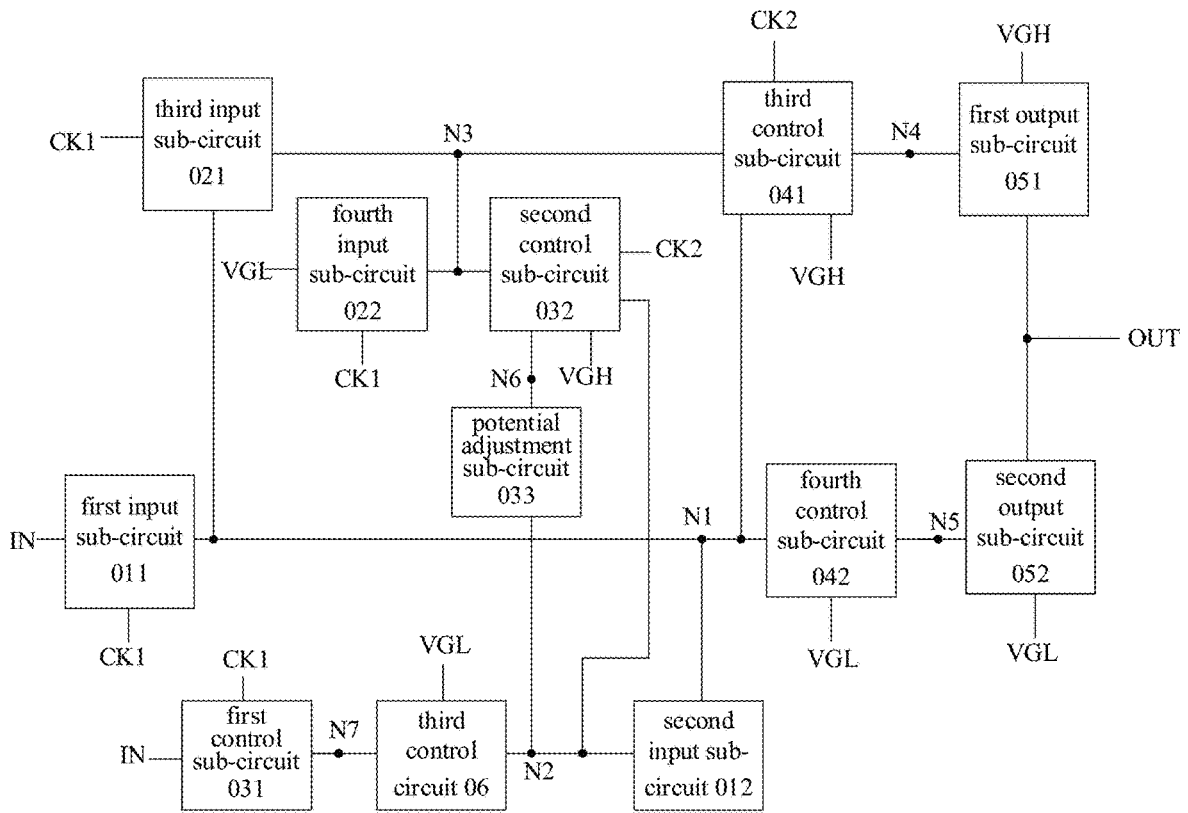 CK2
VGH
third input
sub-circuit
021
CK1
N3
third
control
sub-circuit
041
N4
first output
sub-circuit
051
fourth
input
sub-circuit
022
VGL
second
control
sub-circuit
032
CK2
VGH
CK1
N6
VGH
OUT
potential
adjustment
sub-circuit
033
first input
sub-circuit
011
IN
N1
fourth
control
sub-circuit
042
N5
second
output
sub-circuit
052
CK1
CK1
VGL
VGL
VGL
first
control
sub-circuit
031
IN
N7
third
control
circuit 06
N2
second
input sub-
circuit 012